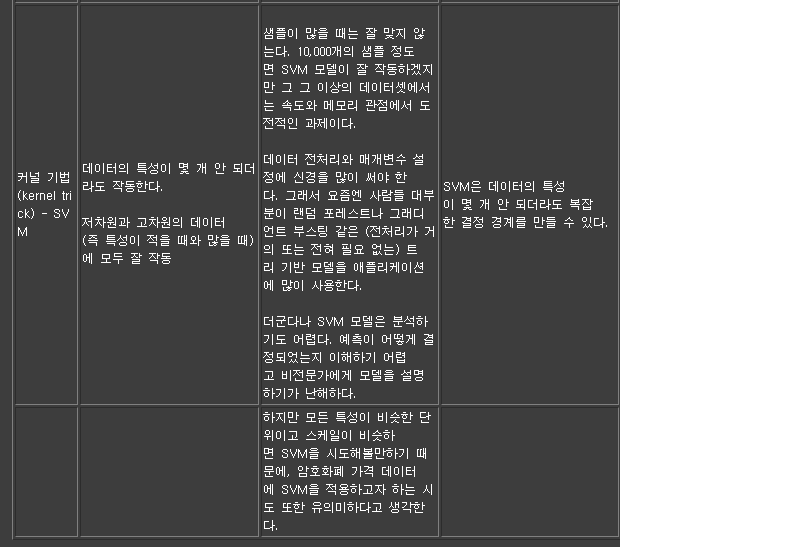 커널 기법
(kernel tri
ck) - SV
M
데이터의 특성이 몇 개 안 되더
라도 작동한다.
저차원과 고차원의 데이터
(즉 특성이 적을 때와 많을 때)
에 모두 잘 작동
샘플이 많을 때는 잘 맞지 않
는다. 10,000개의 샘플 정도
면 SVM 모델이 잘 작동하겠지
만 그 그 이상의 데이터셋에서
는 속도와 메모리 관점에서 도
전적인 과제이다.
데이터 전처리와 매개변수 설
정에 신경을 많이 써야 한
다. 그래서 요즘엔 사람들 대부
분이 랜덤 포레스트나 그래디
언트 부스팅 같은 (전처리가 거
의 또는 전혀 필요 없는) 트
리 기반 모델을 애플리케이션
에 많이 사용한다.
더군다나 SVM 모델은 분석하
기도 어렵다. 예측이 어떻게 결
정되었는지 이해하기 어렵
고 비전문가에게 모델을 설명
하기가 난해하다.
SVM은 데이터의 특성
이 몇 개 안 되더라도 복잡
한 결정 경계를 만들 수 있다.
하지만 모든 특성이 비슷한 단
위이고 스케일이 비슷하
면 SVM을 시도해볼만하기 때
문에, 암호화폐 가격 데이터
에 SVM을 적용하고자 하는 시
도 또한 유의미하다고 생각한
다.